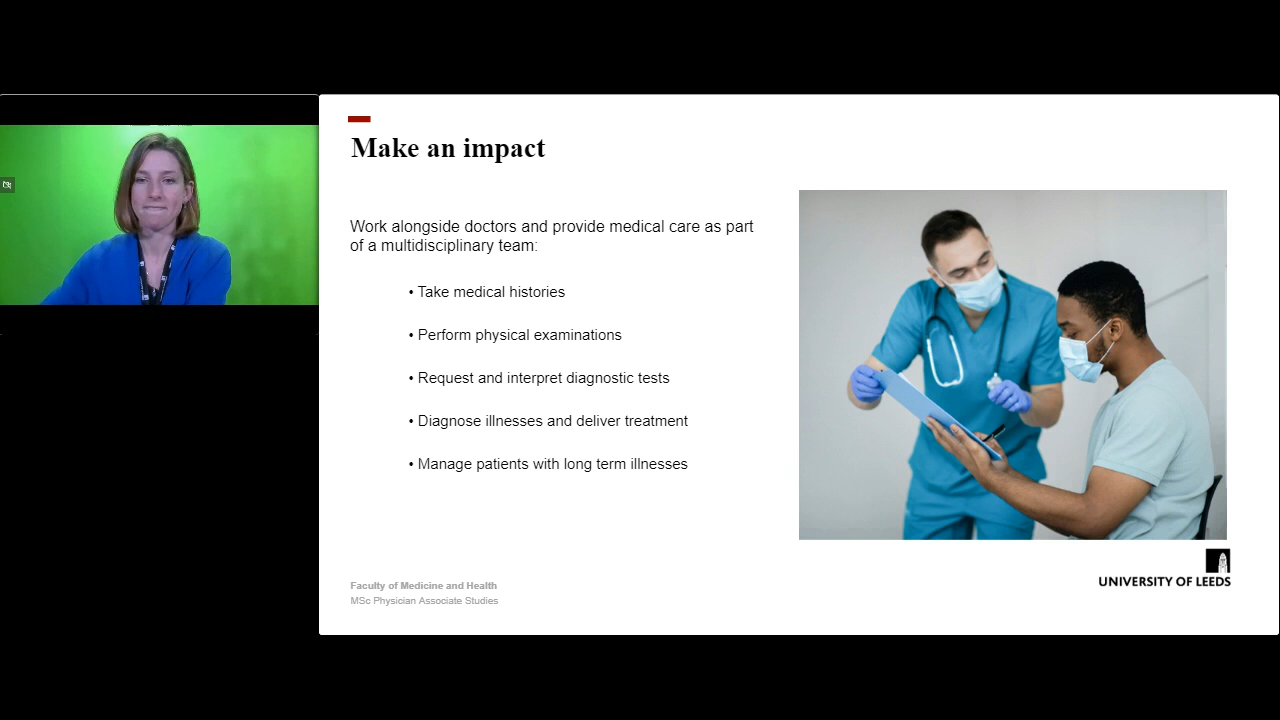 Make an impact
Work alongside doctors and provide medical care as part
of a multidisciplinary team:
• Take medical histories
• Perform physical examinations
• Request and interpret diagnostic tests
• Diagnose illnesses and deliver treatment
• Manage patients with long term illnesses
Faculty of Medicine and Health
MSc Physician Associate Studies
UNIVERSITY OF LEEDS